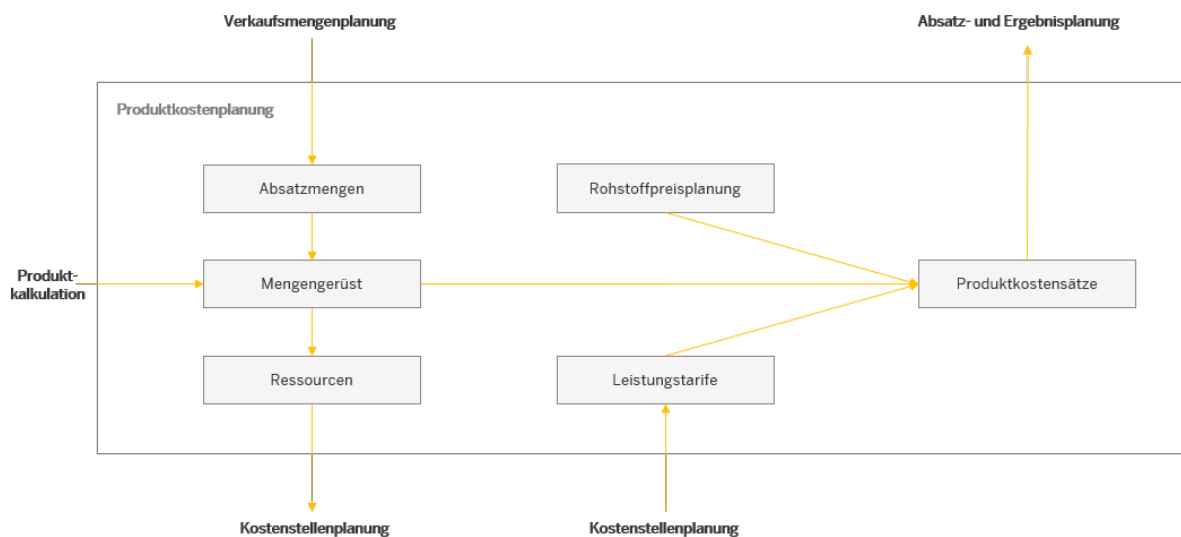 Verkaufsmengenplanung
Absatz- und Ergebnisplanung
Produktkostenplanung
Absatzmengen
Rohstoffpreisplanung
Produkt-
kalkulation
Mengengerüst
Produktkostensätze
Ressourcen
Leistungstarife
Kostenstellenplanung
Kostenstellenplanung